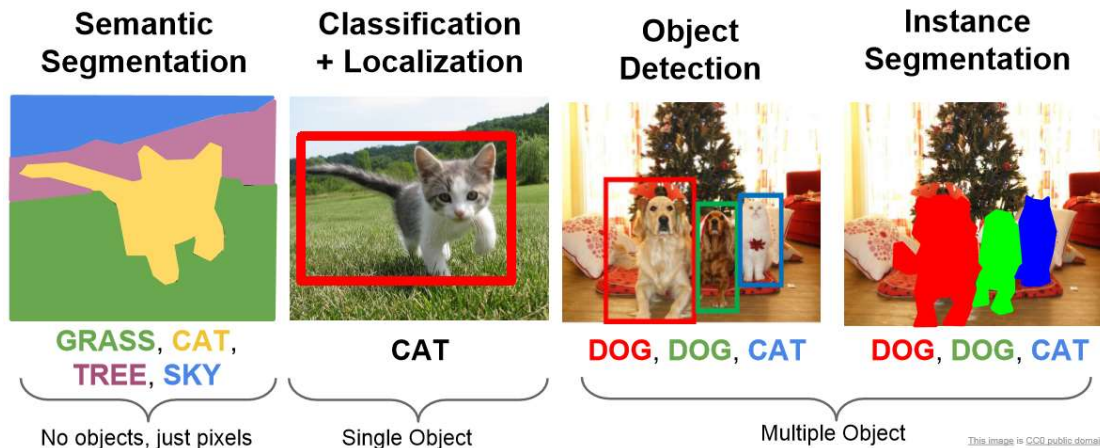 Semantic
Segmentation
Classification
+ Localization
Object
Detection
Instance
Segmentation
GRASS, CAT,
TREE, SKY
CAT
DOG, DOG, CAT
DOG, DOG, CAT
No objects, just pixels
Single Object
Multiple Object
This image is CC0 public domai